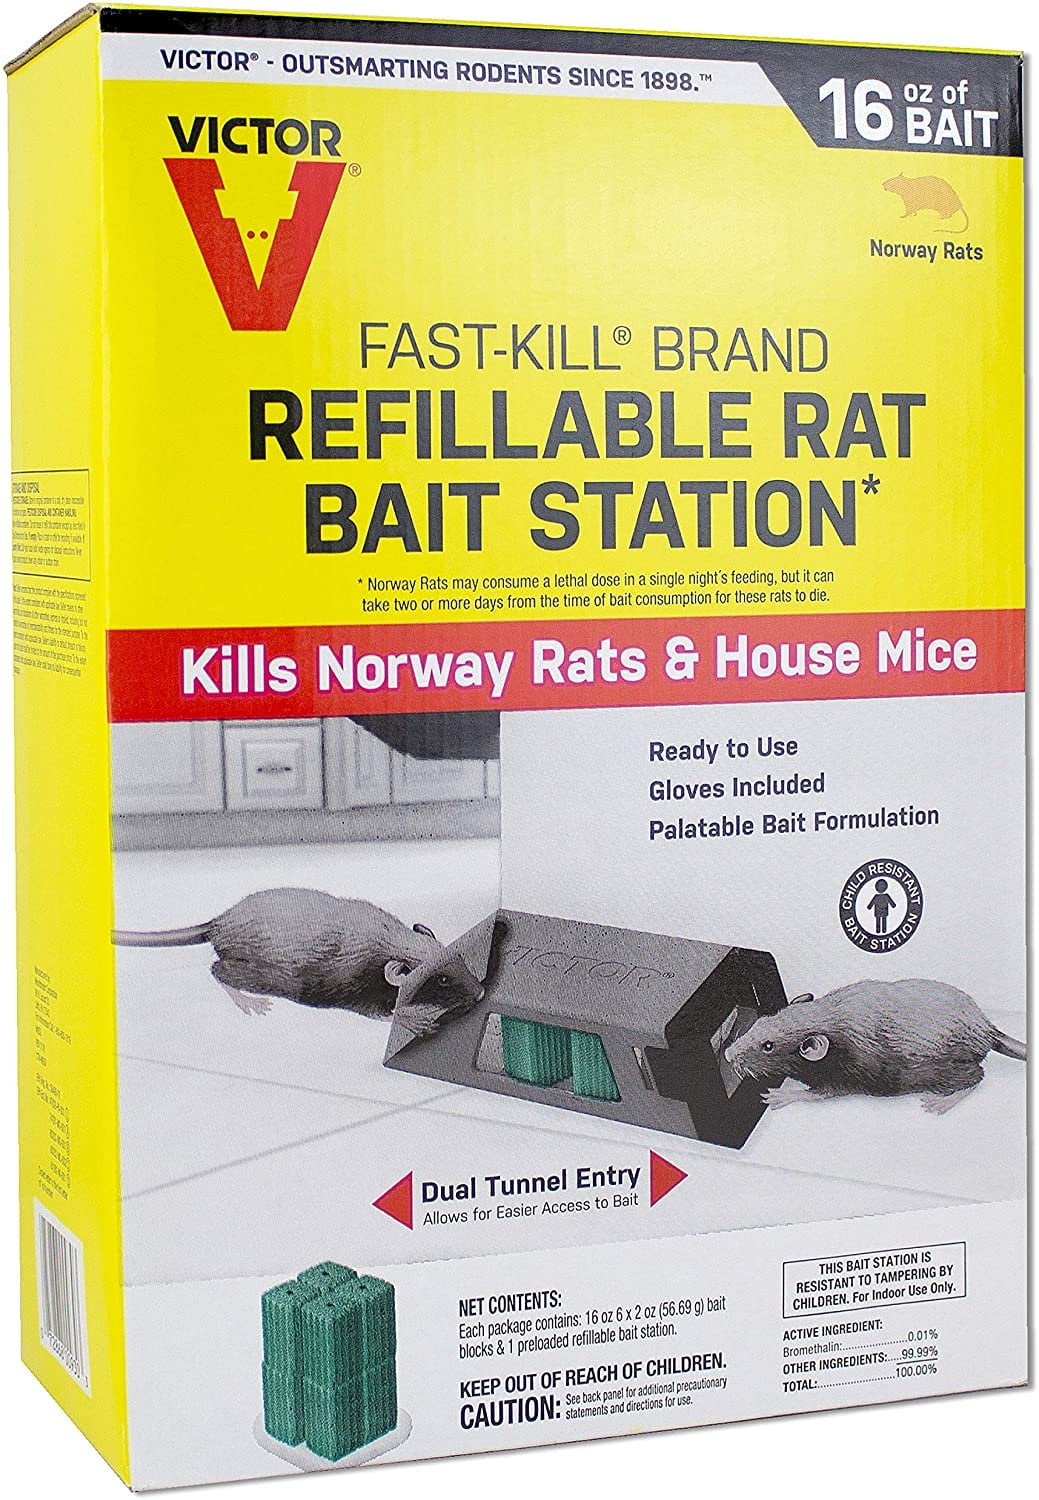 VICTOR® - OUTSMARTING RODENTS SINCE 1898.™
16 oz of BAIT
VICTOR
®
Norway Rats
FAST-KILL® BRAND
REFILLABLE RAT
BAIT STATION*
* Norway Rats may consume a lethal dose in a single night's feeding, but it can
take two or more days from the time of bait consumption for these rats to die.
Kills Norway Rats & House Mice
Ready to Use
Gloves Included
Palatable Bait Formulation
CHILD RESISTANT
BAIT STATION
VICTOR®
Dual Tunnel Entry
Allows for Easier Access to Bait
NET CONTENTS:
Each package contains: 16 oz 6 x 2 oz (56.69 g) bait
blocks & 1 preloaded refillable bait station.
KEEP OUT OF REACH OF CHILDREN.
CAUTION: See back panel for additional precautionary
statements and directions for use.
THIS BAIT STATION IS
RESISTANT TO TAMPERING BY
CHILDREN. For Indoor Use Only.
ACTIVE INGREDIENT:
Bromethalin:....................0.01%
OTHER INGREDIENTS:.....99.99%
TOTAL:........................100.00%
STORAGE AND DISPOSAL